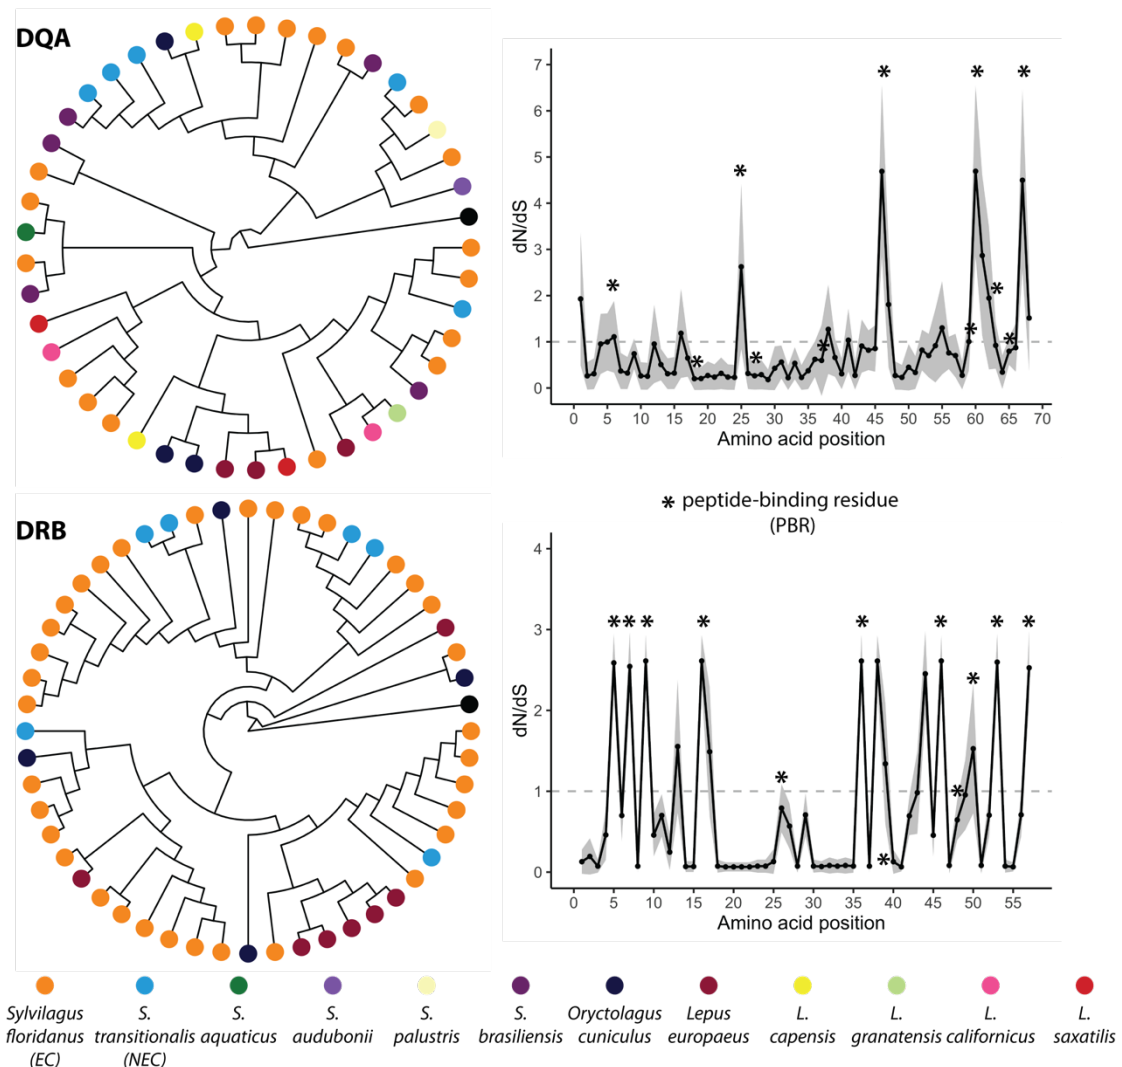 DQA
7
6
5
4
3
2
1
0
dN/dS
* * *
*
*
*
*
*
*
*
*
0 5 10 15 20 25 30 35 40 45 50 55 60 65 70
Amino acid position
* peptide-binding residue
(PBR)
DRB
4
3
2
1
0
dN/dS
* * * * * * * *
*
*
*
*
0 5 10 15 20 25 30 35 40 45 50 55
Amino acid position
Sylvilagus
floridanus
(EC)
S.
transitionalis
(NEC)
S.
aquaticus
S.
audubonii
S.
palustris
S.
brasiliensis
Oryctolagus
cuniculus
Lepus
europaeus
L.
capensis
L.
granatensis
L.
californicus
L.
saxatilis